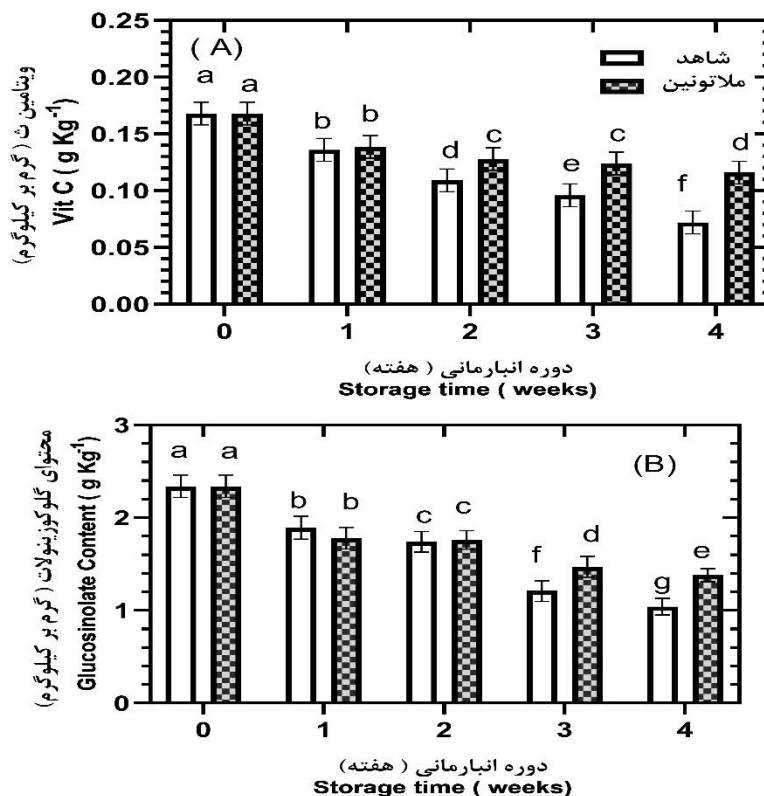 (A)
شاهد
ملاتونین
ویتامین ث (گرم بر کیلوگرم)
Vit C ( g Kg⁻¹)
0.25
0.20
0.15
0.10
0.05
0.00
a a b b d c e c f d
0 1 2 3 4
دوره انبارمانی ( هفته)
Storage time ( weeks)
(B)
محتوای گلوکوزینولات (گرم بر کیلوگرم)
Glucosinolate Content ( g Kg⁻¹)
3
2
1
0
a a b b c c f d g e
0 1 2 3 4
دوره انبارمانی ( هفته)
Storage time ( weeks)